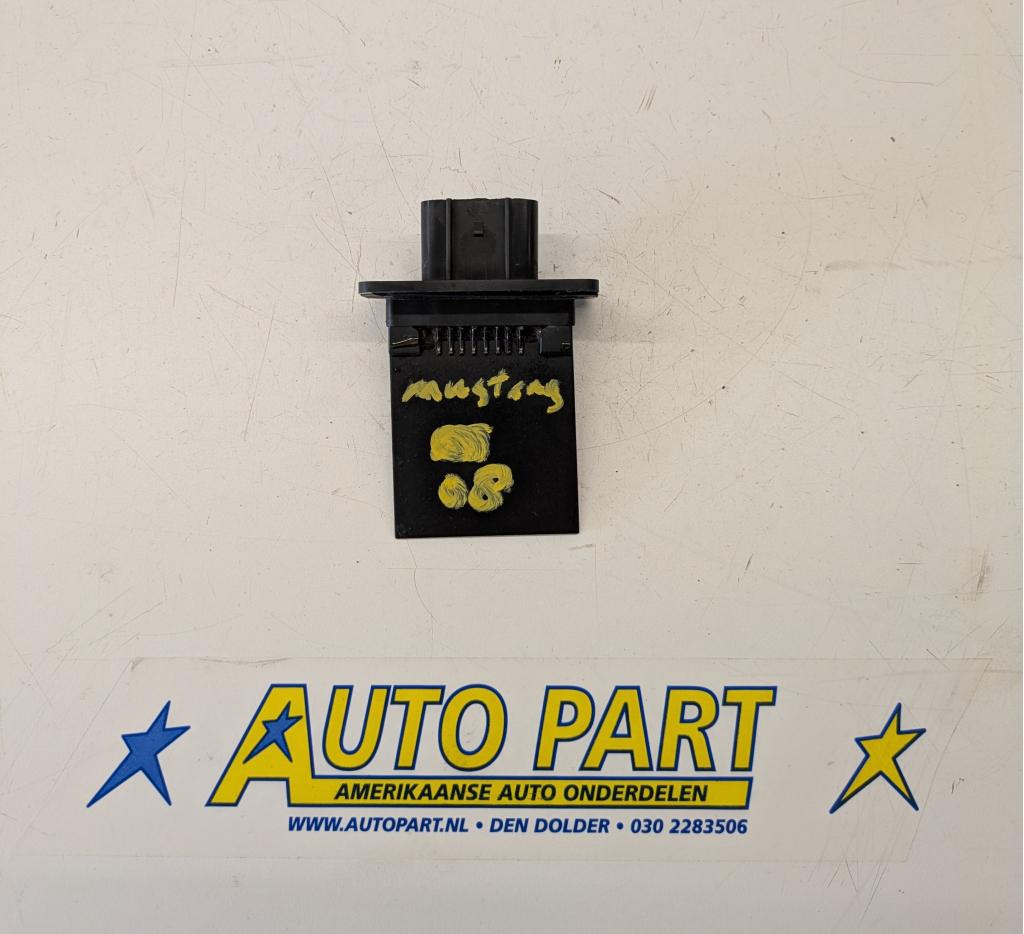 mustang
08
AUTO PART
AMERIKAANSE AUTO ONDERDELEN
WWW.AUTOPART.NL • DEN DOLDER • 030 2283506